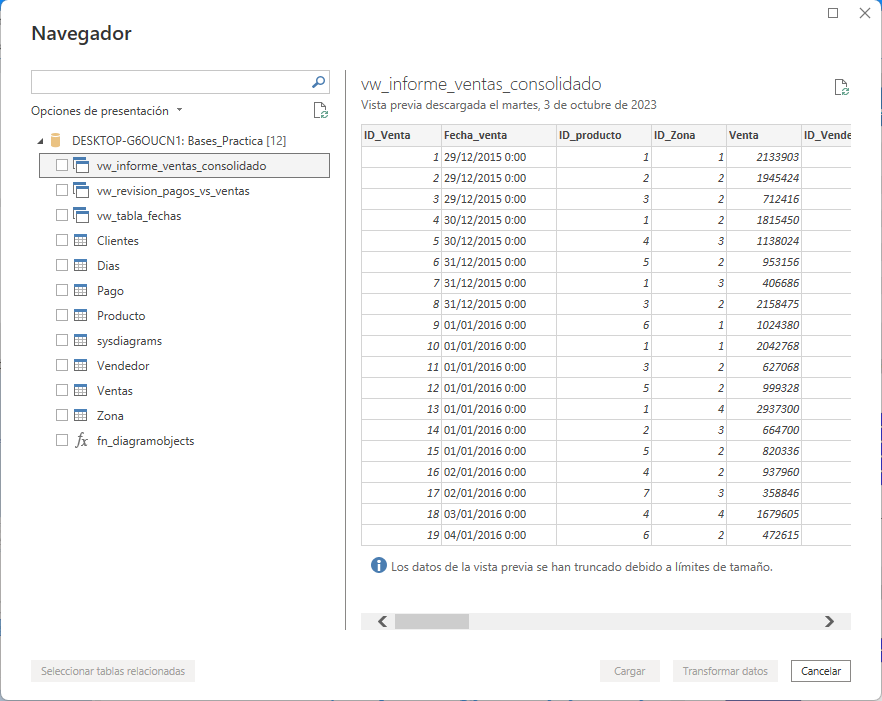 Navegador
Opciones de presentación
DESKTOP-G6OUCN1: Bases_Practica [12]
vw_informe_ventas_consolidado
vw_revision_pagos_vs_ventas
vw_tabla_fechas
Clientes
Dias
Pago
Producto
sysdiagrams
Vendedor
Ventas
Zona
fx fn_diagramobjects
vw_informe_ventas_consolidado
Vista previa descargada el martes, 3 de octubre de 2023
ID_Venta Fecha_venta ID_producto ID_Zona Venta ID_Vende
1 29/12/2015 0:00 1 1 2133903
2 29/12/2015 0:00 2 2 1945424
3 29/12/2015 0:00 3 2 712416
4 30/12/2015 0:00 1 2 1815450
5 30/12/2015 0:00 4 3 1138024
6 31/12/2015 0:00 5 2 953156
7 31/12/2015 0:00 1 3 406686
8 31/12/2015 0:00 3 2 2158475
9 01/01/2016 0:00 6 1 1024380
10 01/01/2016 0:00 1 1 2042768
11 01/01/2016 0:00 3 2 627068
12 01/01/2016 0:00 5 2 999328
13 01/01/2016 0:00 1 4 2937300
14 01/01/2016 0:00 2 3 664700
15 01/01/2016 0:00 5 2 820336
16 02/01/2016 0:00 4 2 937960
17 02/01/2016 0:00 7 3 358846
18 03/01/2016 0:00 4 4 1679605
19 04/01/2016 0:00 6 2 472615
Los datos de la vista previa se han truncado debido a límites de tamaño.
Seleccionar tablas relacionadas
Cargar
Transformar datos
Cancelar